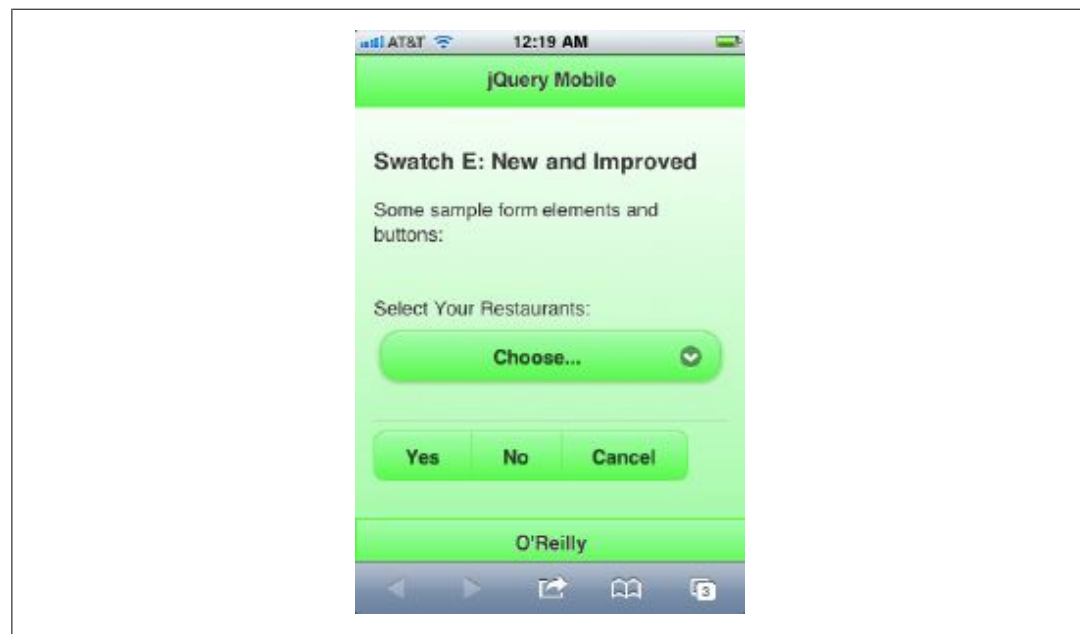 AT&T 12:19 AM
jQuery Mobile
Swatch E: New and Improved
Some sample form elements and
buttons:
Select Your Restaurants:
Choose...
Yes No Cancel
O'Reilly
3